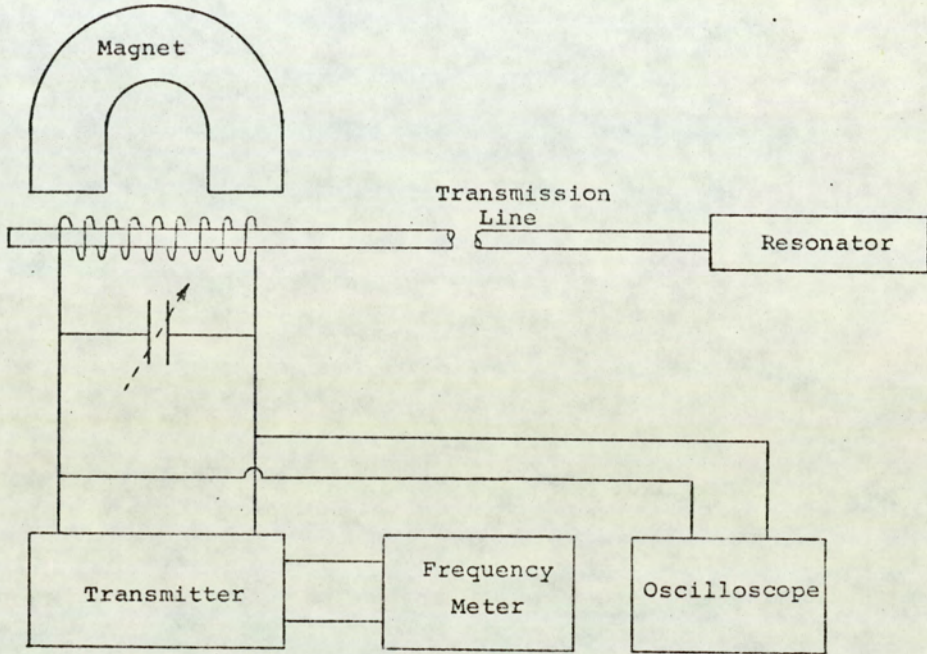 Magnet
Transmission
Line
Resonator
Transmitter
Frequency
Meter
Oscilloscope